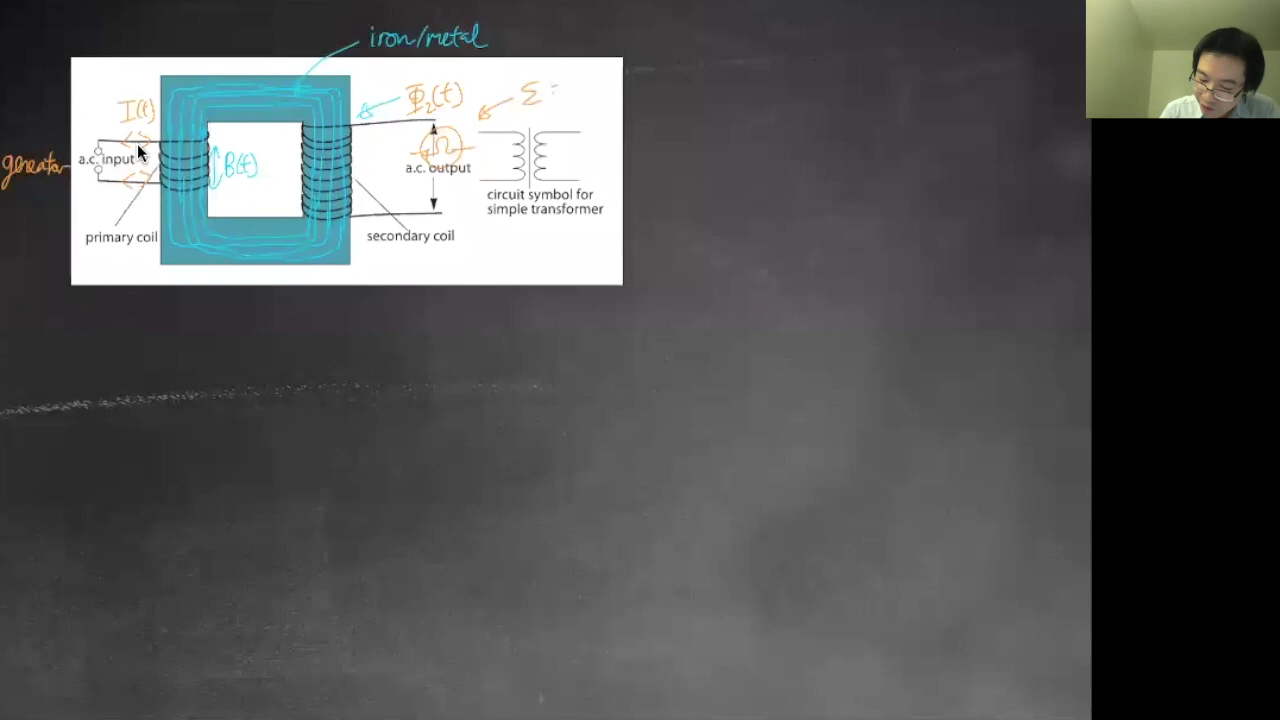 iron/metal
I(t)
Φ₂(t)
Σ =
generator
a.c. input
B(t)
a.c. output
primary coil
secondary coil
circuit symbol for
simple transformer